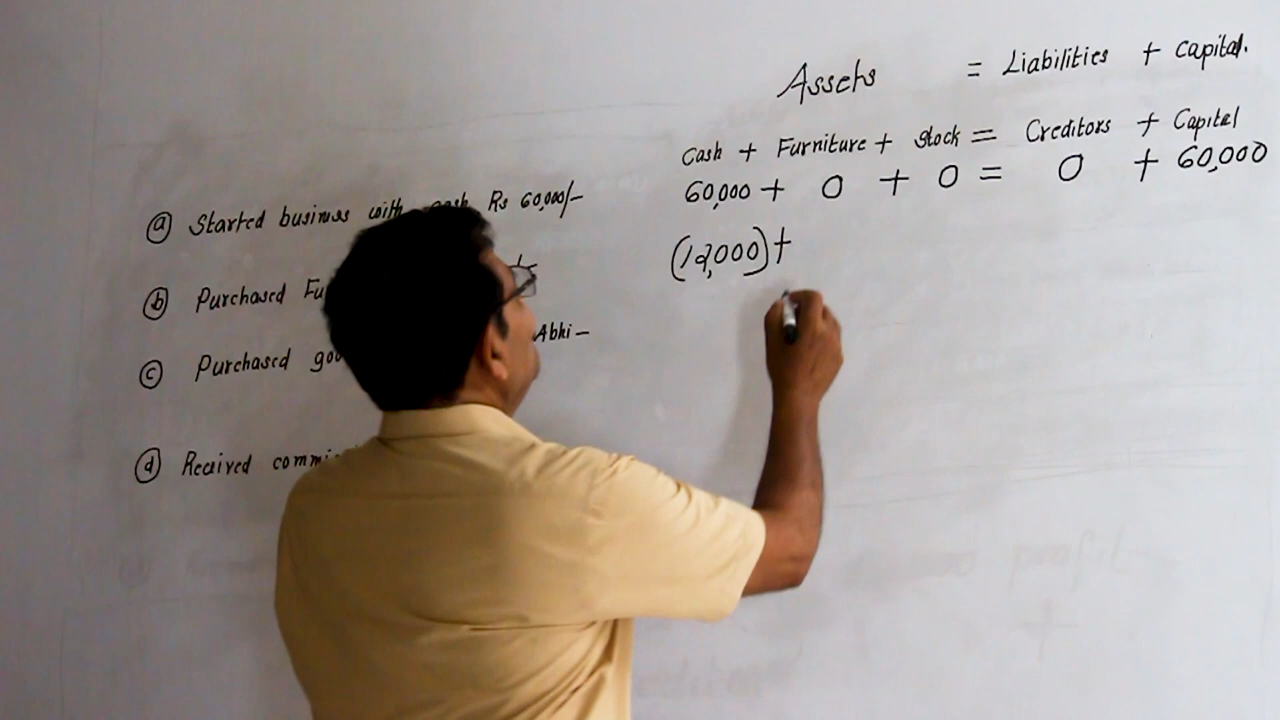 Assets = Liabilities + Capital.
Cash + Furniture + Stock = Creditors + Capital
60,000 + 0 + 0 = 0 + 60,000
(12,000) +
ⓐ Started business with cash Rs 60,000/-
ⓑ Purchased Fu
ⓒ Purchased goo Abhi -
ⓓ Received commi